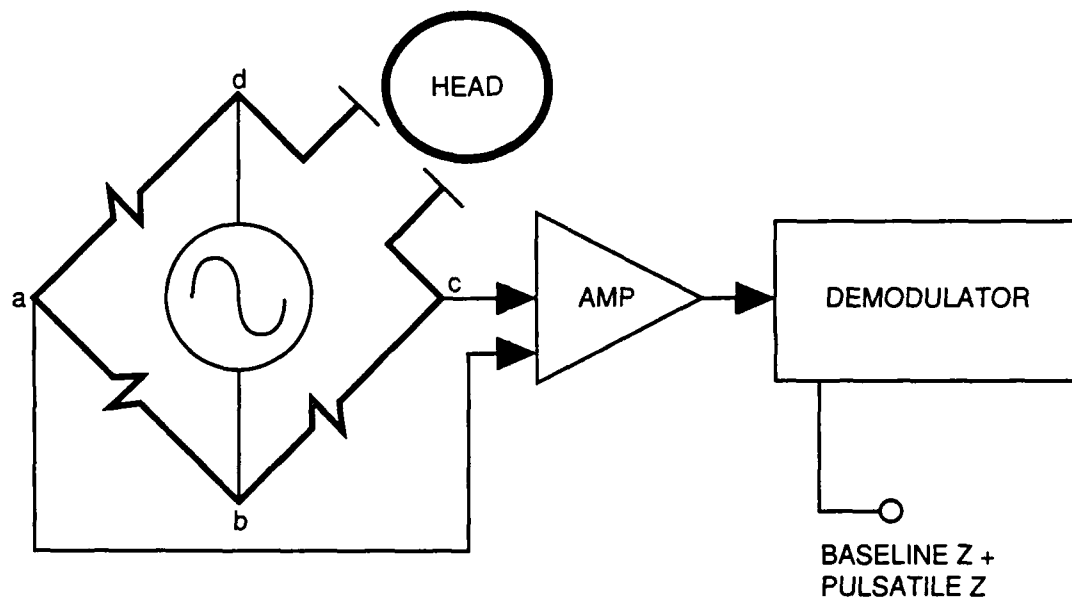 HEAD
d
a
c
b
AMP
DEMODULATOR
BASELINE Z +
PULSATILE Z